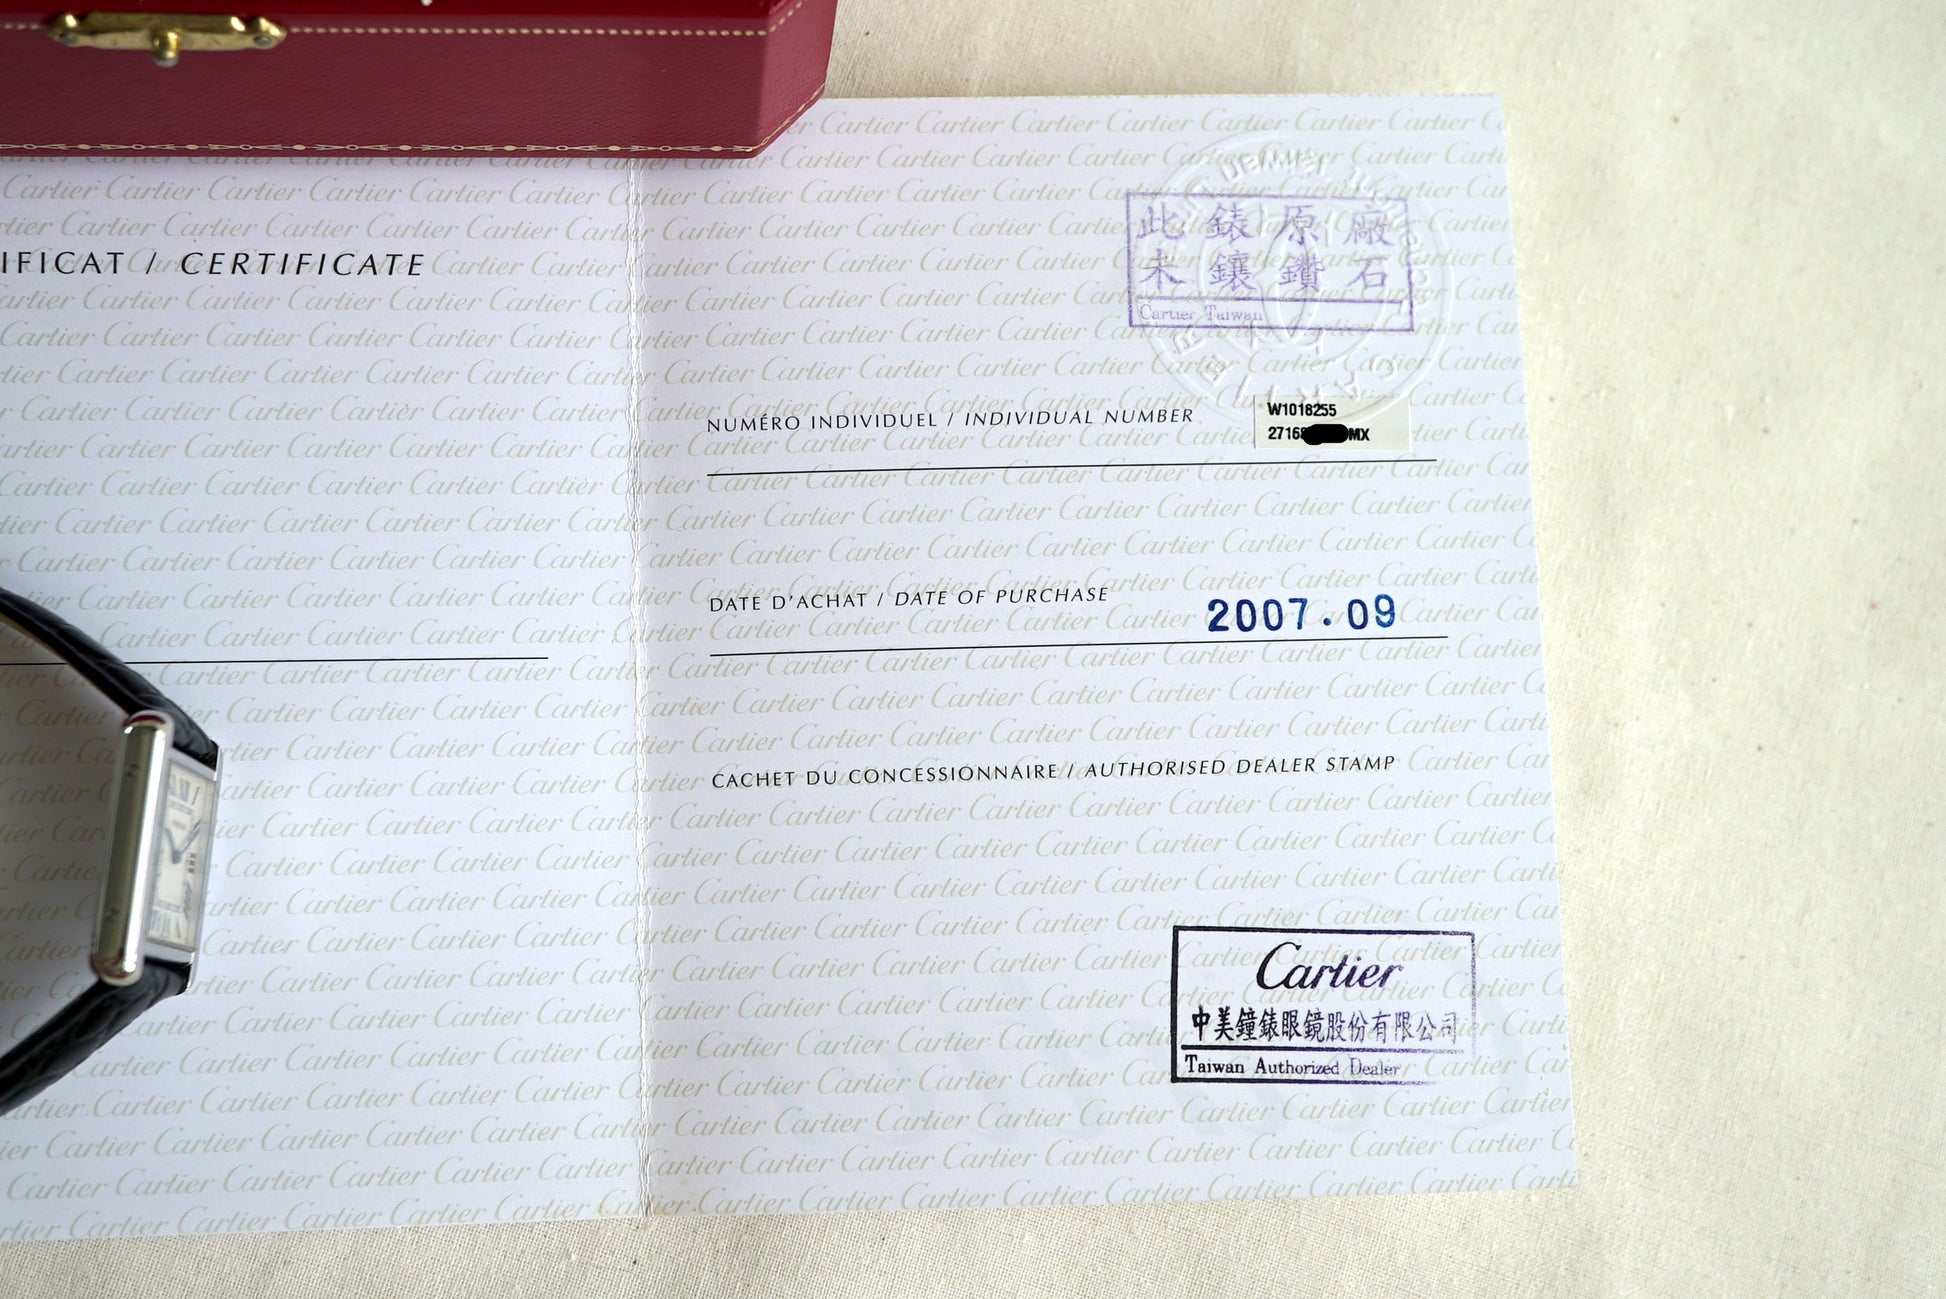 IFICAT / CERTIFICATE
此錶原廠
未鑲鑽石
Cartier Taiwan
NUMÉRO INDIVIDUEL / INDIVIDUAL NUMBER
W1018255
2716 MX
DATE D'ACHAT / DATE OF PURCHASE
2007.09
CACHET DU CONCESSIONNAIRE / AUTHORISED DEALER STAMP
Cartier
中美鐘錶眼鏡股份有限公司
Taiwan Authorized Dealer